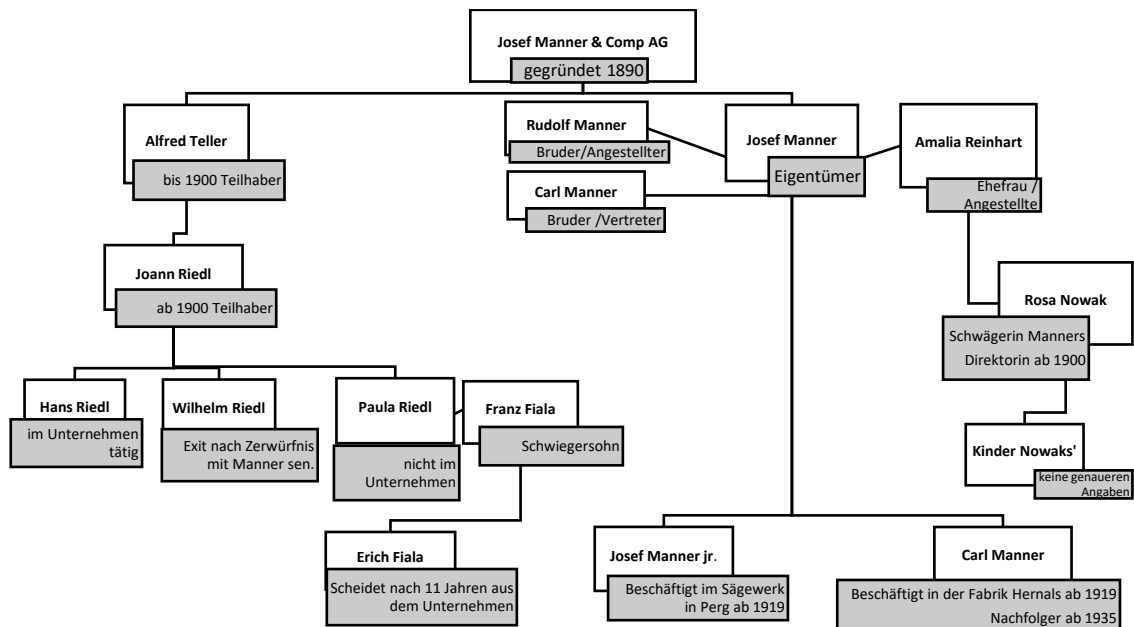 Josef Manner & Comp AG
gegründet 1890
Alfred Teller
bis 1900 Teilhaber
Rudolf Manner
Bruder/Angestellter
Carl Manner
Bruder /Vertreter
Josef Manner
Eigentümer
Amalia Reinhart
Ehefrau /
Angestellte
Joann Riedl
ab 1900 Teilhaber
Rosa Nowak
Schwägerin Manners
Direktorin ab 1900
Hans Riedl
im Unternehmen
tätig
Wilhelm Riedl
Exit nach Zerwürfnis
mit Manner sen.
Paula Riedl
nicht im
Unternehmen
Franz Fiala
Schwiegersohn
Kinder Nowaks'
keine genaueren
Angaben
Erich Fiala
Scheidet nach 11 Jahren aus
dem Unternehmen
Josef Manner jr.
Beschäftigt im Sägewerk
in Perg ab 1919
Carl Manner
Beschäftigt in der Fabrik Hernals ab 1919
Nachfolger ab 1935